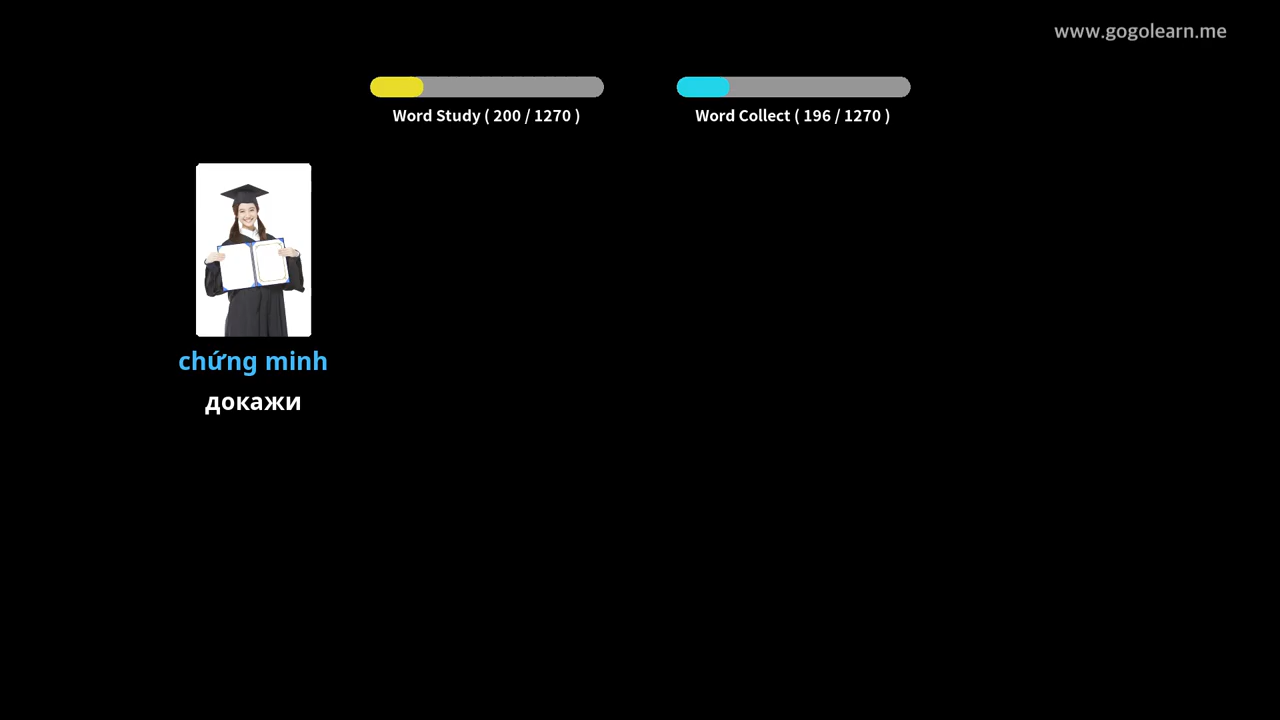 www.gogolearn.me
Word Study ( 200 / 1270 )
Word Collect ( 196 / 1270 )
chứng minh
докажи